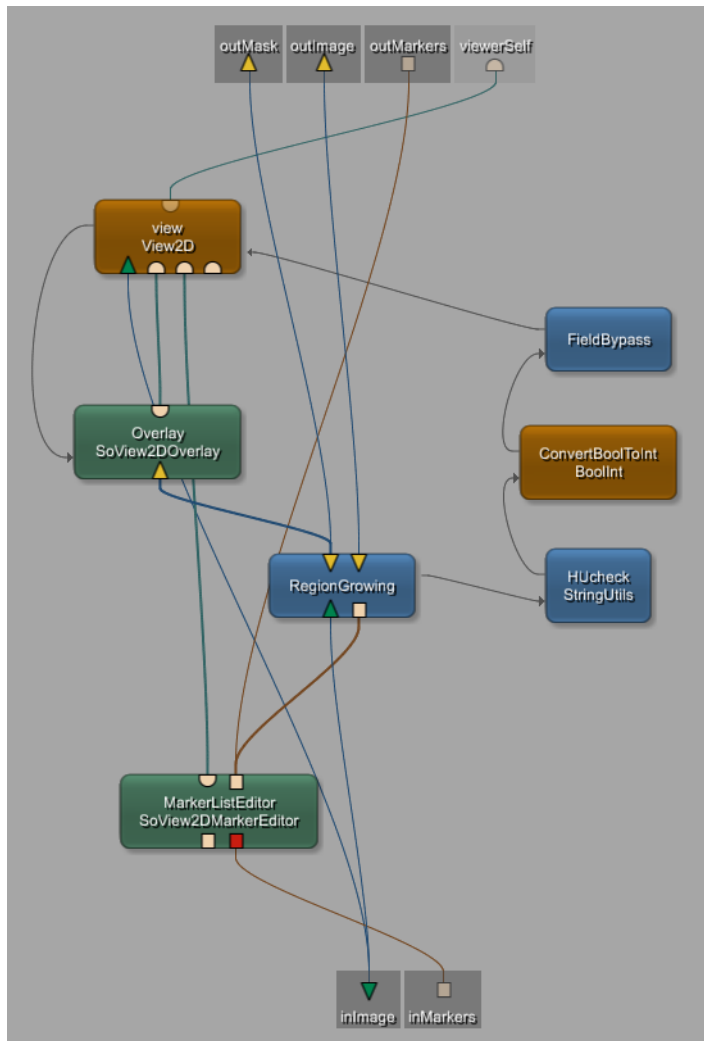 outMask
outImage
outMarkers
viewerSelf
view
View2D
FieldBypass
Overlay
SoView2DOverlay
ConvertBoolToInt
BoolInt
RegionGrowing
HUcheck
StringUtils
MarkerListEditor
SoView2DMarkerEditor
inImage
inMarkers